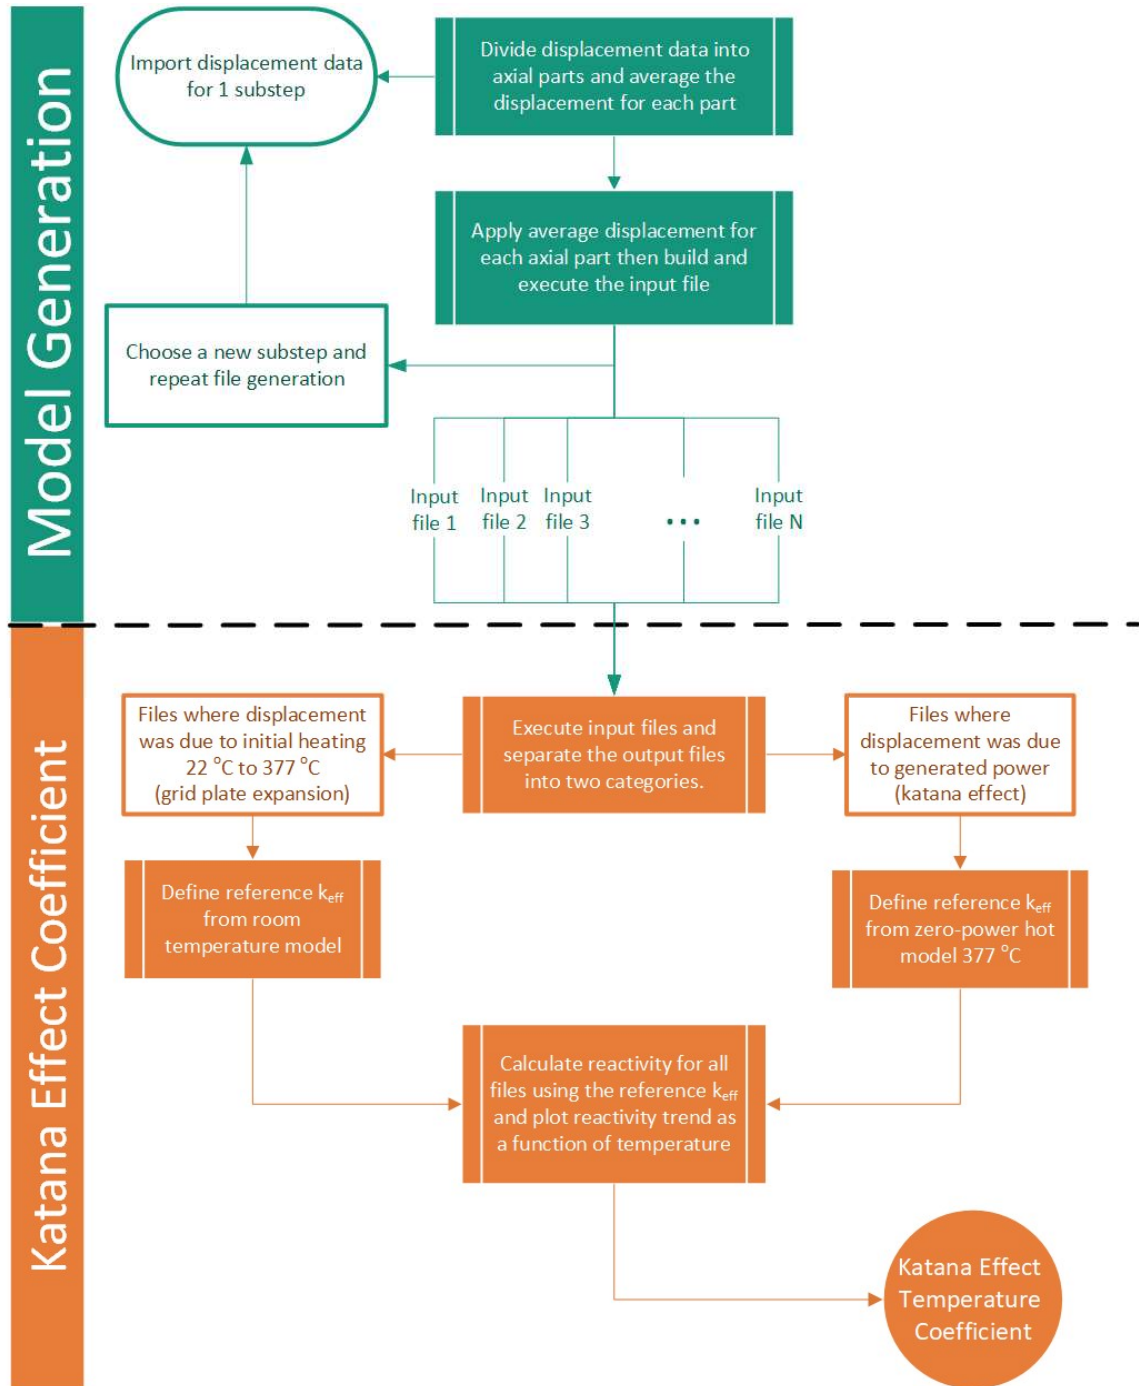 Model Generation
Import displacement data
for 1 substep
Divide displacement data into
axial parts and average the
displacement for each part
Apply average displacement for
each axial part then build and
execute the input file
Choose a new substep and
repeat file generation
Input
file 1
Input
file 2
Input
file 3
...
Input
file N
Katana Effect Coefficient
Files where displacement
was due to initial heating
22 °C to 377 °C
(grid plate expansion)
Execute input files and
separate the output files
into two categories.
Files where
displacement was due
to generated power
(katana effect)
Define reference keff
from room
temperature model
Define reference keff
from zero-power hot
model 377 °C
Calculate reactivity for all
files using the reference keff
and plot reactivity trend as
a function of temperature
Katana Effect
Temperature
Coefficient